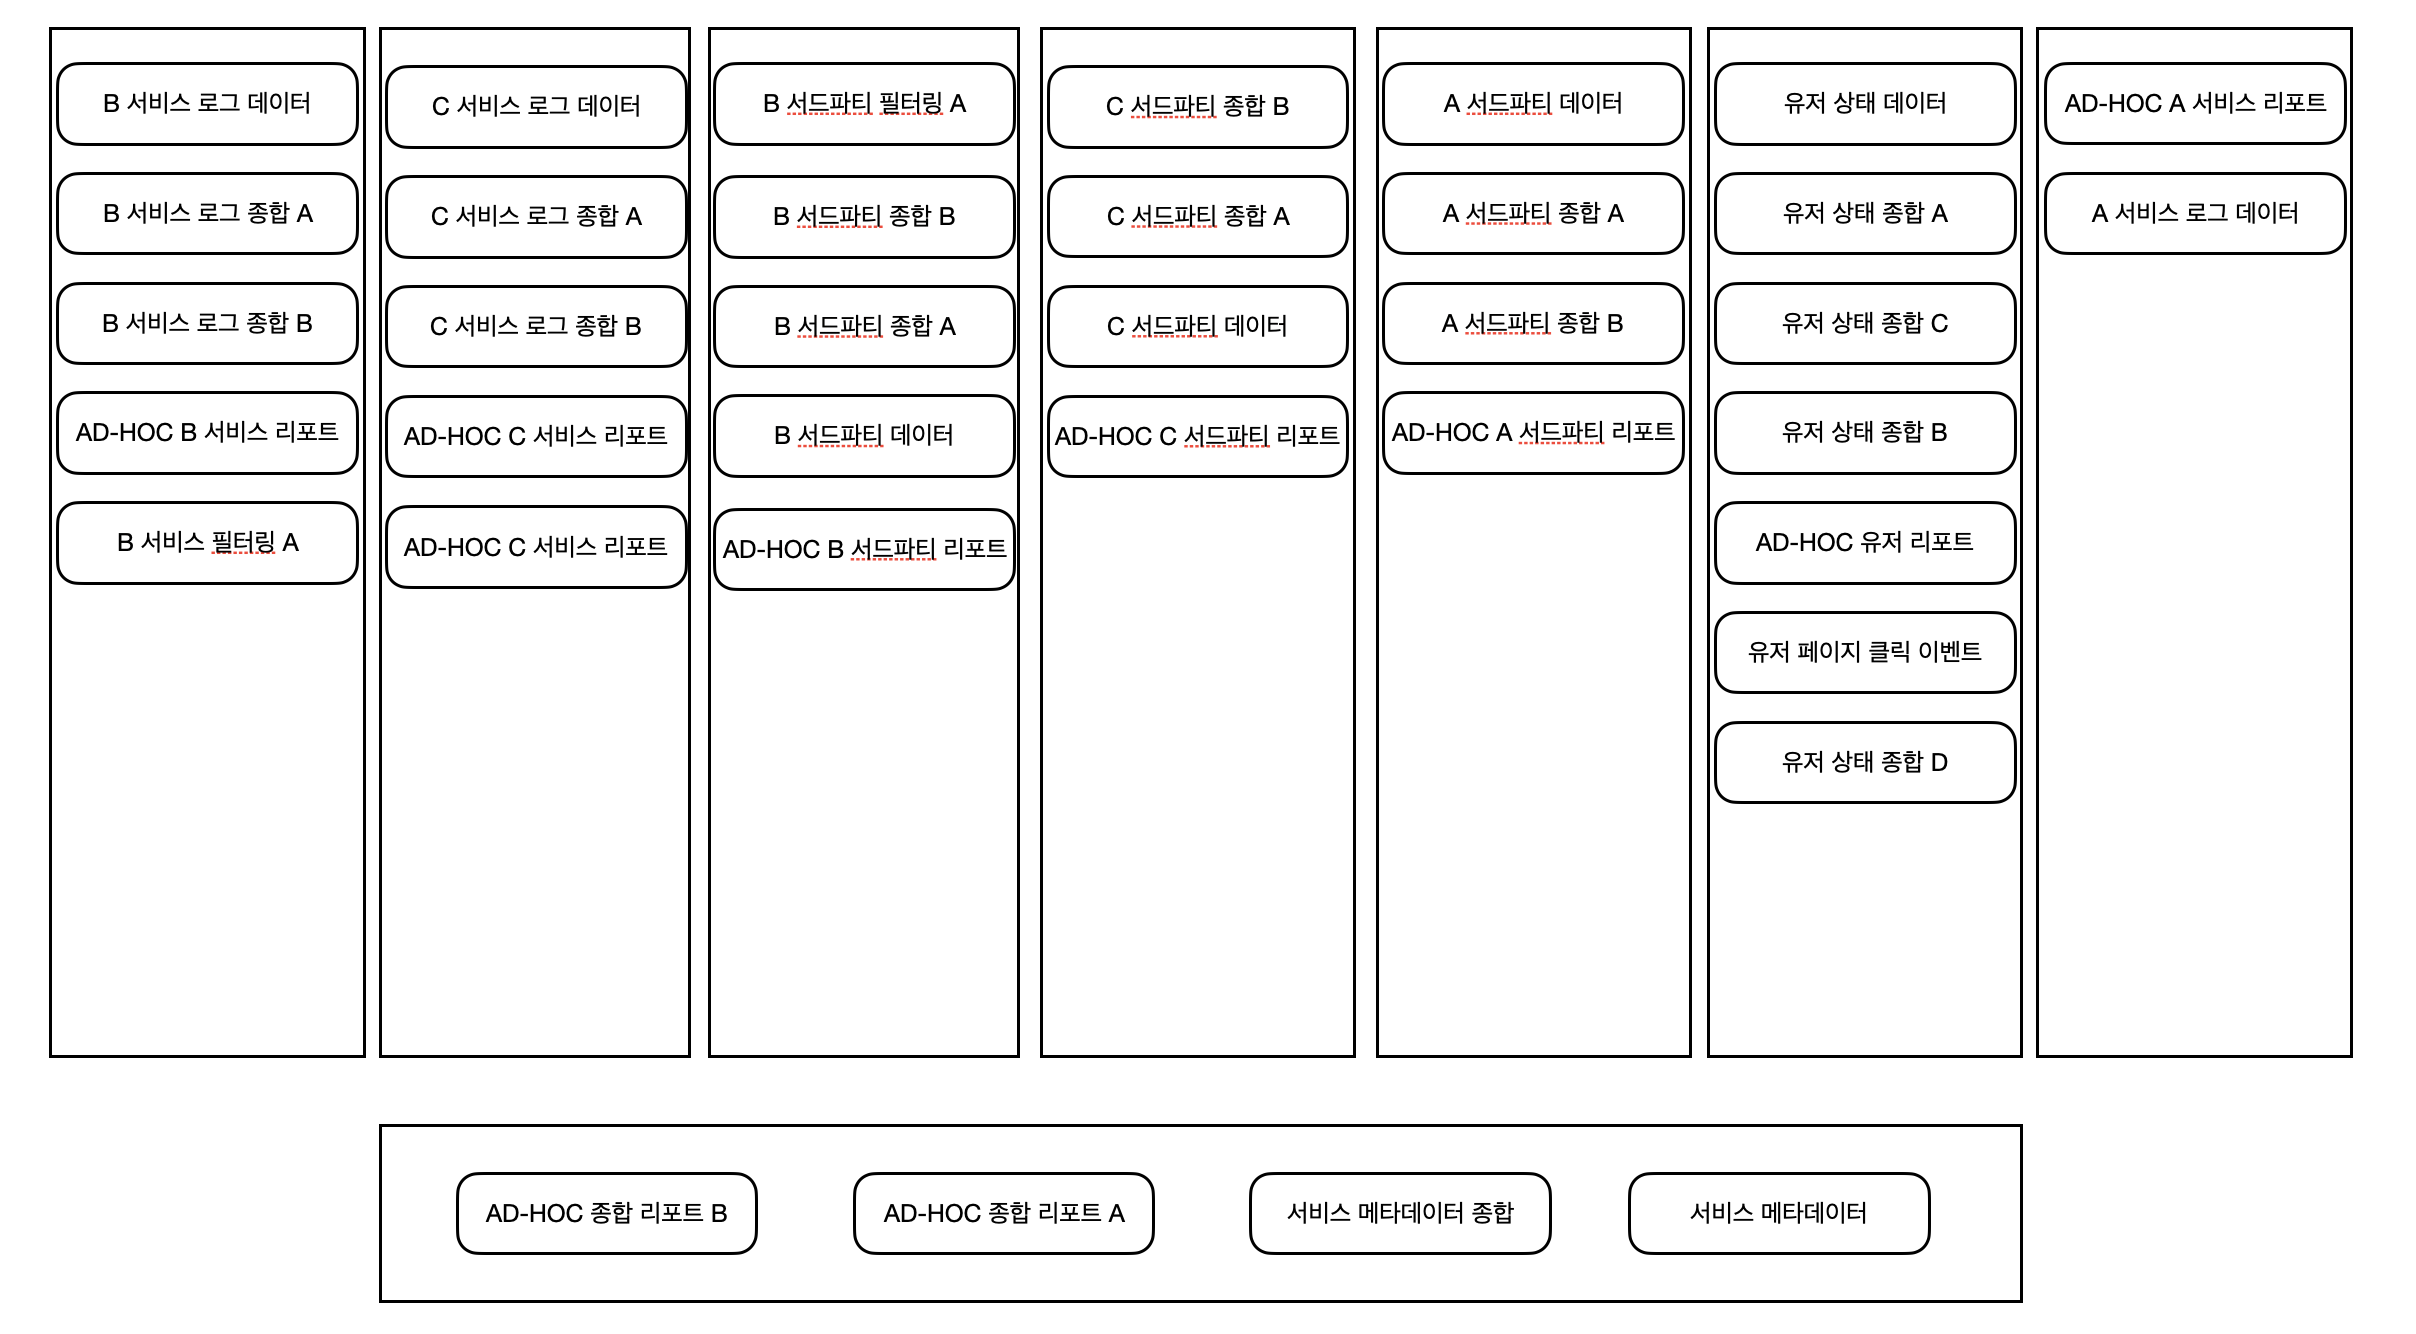 B 서비스 로그 데이터
B 서비스 로그 종합 A
B 서비스 로그 종합 B
AD-HOC B 서비스 리포트
B 서비스 필터링 A
C 서비스 로그 데이터
C 서비스 로그 종합 A
C 서비스 로그 종합 B
AD-HOC C 서비스 리포트
AD-HOC C 서비스 리포트
B 서드파티 필터링 A
B 서드파티 종합 B
B 서드파티 종합 A
B 서드파티 데이터
AD-HOC B 서드파티 리포트
C 서드파티 종합 B
C 서드파티 종합 A
C 서드파티 데이터
AD-HOC C 서드파티 리포트
A 서드파티 데이터
A 서드파티 종합 A
A 서드파티 종합 B
AD-HOC A 서드파티 리포트
유저 상태 데이터
유저 상태 종합 A
유저 상태 종합 C
유저 상태 종합 B
AD-HOC 유저 리포트
유저 페이지 클릭 이벤트
유저 상태 종합 D
AD-HOC A 서비스 리포트
A 서비스 로그 데이터
AD-HOC 종합 리포트 B
AD-HOC 종합 리포트 A
서비스 메타데이터 종합
서비스 메타데이터